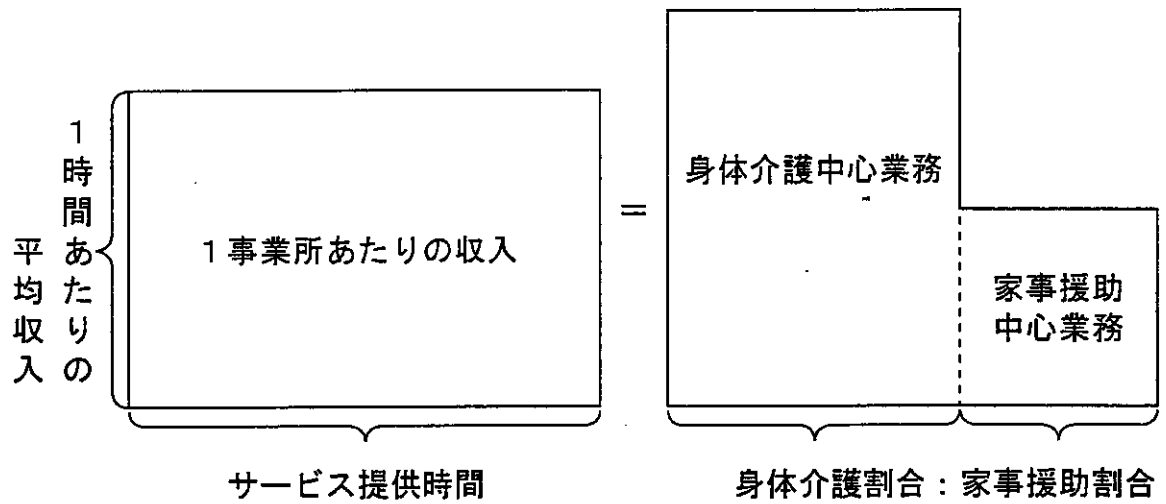 1時間あたりの
平均収入
1事業所あたりの収入
サービス提供時間
=
身体介護中心業務
家事援助
中心業務
身体介護割合:家事援助割合